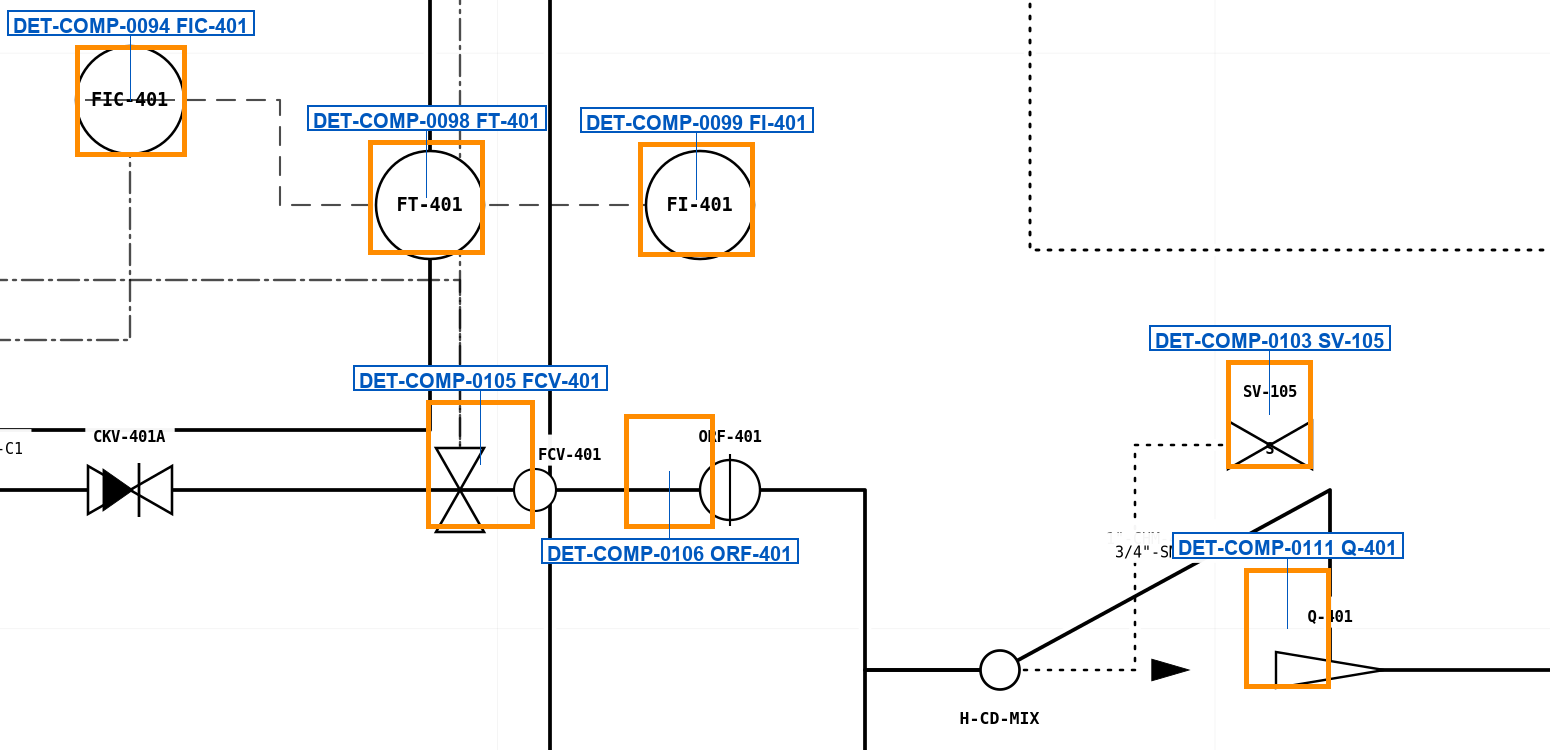 DET-COMP-0094 FIC-401
FIC-401
DET-COMP-0098 FT-401
DET-COMP-0099 FI-401
FT-401
FI-401
DET-COMP-0103 SV-105
DET-COMP-0105 FCV-401
SV-105
CKV-401A
ORF-401
-C1
FCV-401
S
DET-COMP-0106 ORF-401
3/4"-S
DET-COMP-0111 Q-401
Q-401
H-CD-MIX